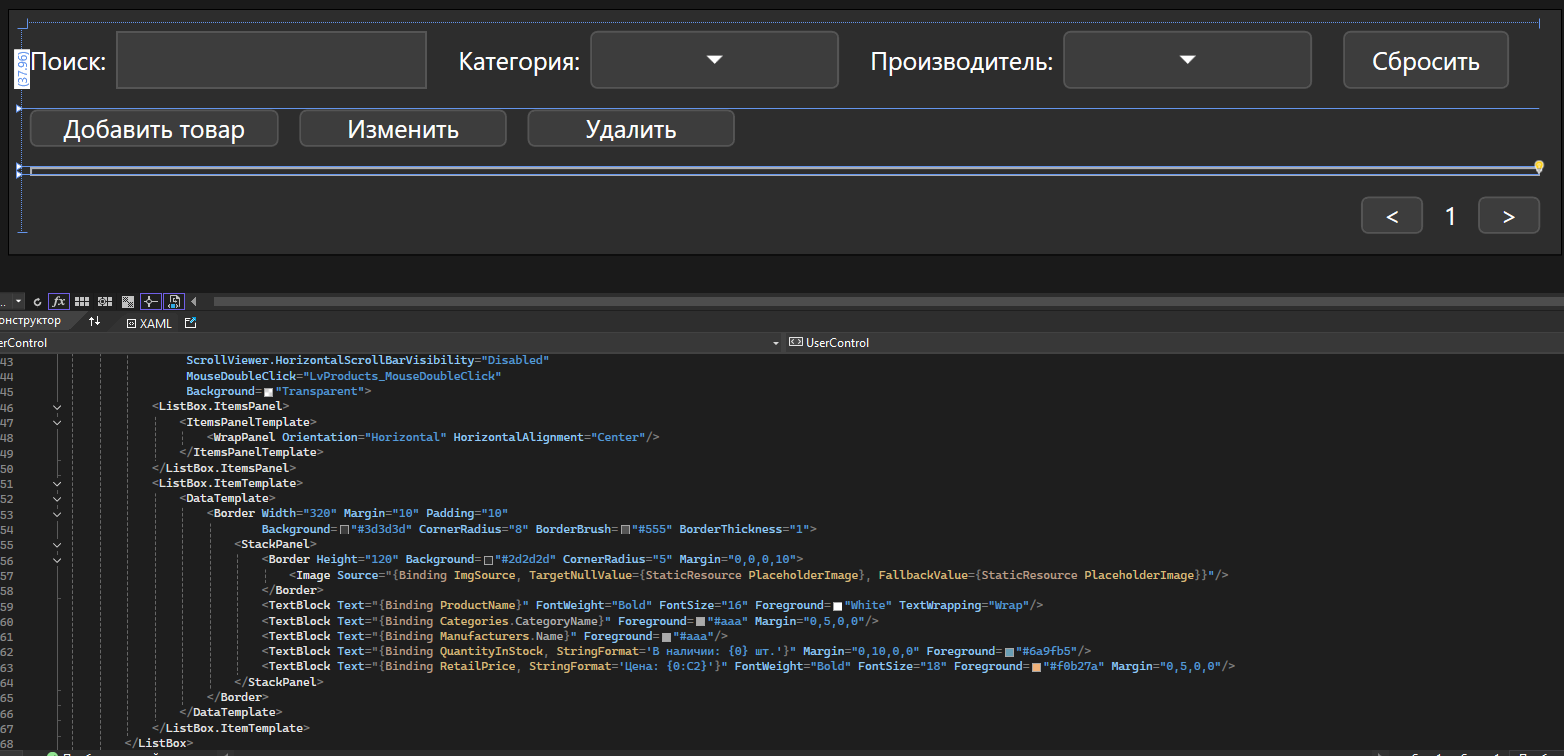 (37,96)
Поиск: Категория: Производитель: Сбросить
Добавить товар Изменить Удалить
< 1 >
fx
онструктор XAML
erControl UserControl
43 ScrollViewer.HorizontalScrollBarVisibility="Disabled"
44 MouseDoubleClick="LvProducts_MouseDoubleClick"
45 Background="Transparent">
46 <ListBox.ItemsPanel>
47 <ItemsPanelTemplate>
48 <WrapPanel Orientation="Horizontal" HorizontalAlignment="Center"/>
49 </ItemsPanelTemplate>
50 </ListBox.ItemsPanel>
51 <ListBox.ItemTemplate>
52 <DataTemplate>
53 <Border Width="320" Margin="10" Padding="10"
54 Background="#3d3d3d" CornerRadius="8" BorderBrush="#555" BorderThickness="1">
55 <StackPanel>
56 <Border Height="120" Background="#2d2d2d" CornerRadius="5" Margin="0,0,0,10">
57 <Image Source="{Binding ImgSource, TargetNullValue={StaticResource PlaceholderImage}, FallbackValue={StaticResource PlaceholderImage}}"/>
58 </Border>
59 <TextBlock Text="{Binding ProductName}" FontWeight="Bold" FontSize="16" Foreground="White" TextWrapping="Wrap"/>
60 <TextBlock Text="{Binding Categories.CategoryName}" Foreground="#aaa" Margin="0,5,0,0"/>
61 <TextBlock Text="{Binding Manufacturers.Name}" Foreground="#aaa"/>
62 <TextBlock Text="{Binding QuantityInStock, StringFormat='В наличии: {0} шт.'}" Margin="0,10,0,0" Foreground="#6a9fb5"/>
63 <TextBlock Text="{Binding RetailPrice, StringFormat='Цена: {0:C2}'}" FontWeight="Bold" FontSize="18" Foreground="#f0b27a" Margin="0,5,0,0"/>
64 </StackPanel>
65 </Border>
66 </DataTemplate>
67 </ListBox.ItemTemplate>
68 </ListBox>